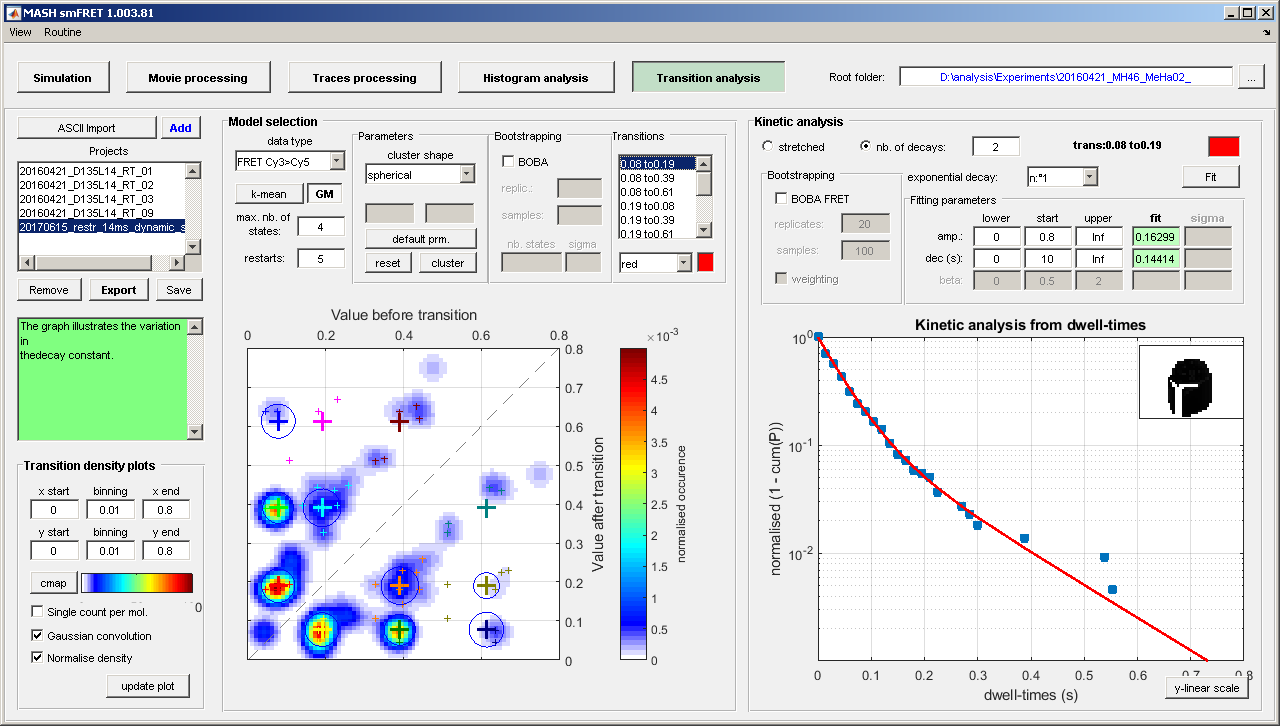 MASH smFRET 1.003.81
View Routine
Simulation
Movie processing
Traces processing
Histogram analysis
Transition analysis
Root folder:
D:\analysis\Experiments\20160421_MH46_MeHa02_
...
ASCII Import
Add
Projects
20160421_D135L14_RT_01
20160421_D135L14_RT_02
20160421_D135L14_RT_03
20160421_D135L14_RT_09
20170615_restr_14ms_dynamic_s
Remove
Export
Save
The graph illustrates the variation
in
thedecay constant.
Transition density plots
x start binning x end
0 0.01 0.8
y start binning y end
0 0.01 0.8
cmap
0
Single count per mol.
Gaussian convolution
Normalise density
update plot
Model selection
data type
FRET Cy3>Cy5
k-mean
GM
max. nb. of
states:
4
restarts:
5
Parameters
cluster shape
spherical
default prm.
reset
cluster
Bootstrapping
BOBA
replic.:
samples:
nb. states sigma
Transitions
0.08 to0.19
0.08 to0.39
0.08 to0.61
0.19 to0.08
0.19 to0.39
0.19 to0.61
red
Value before transition
0 0.2 0.4 0.6 0.8
0.8
0.7
0.6
0.5
0.4
0.3
0.2
0.1
0
Value after transition
×10-3
4.5
4
3.5
3
2.5
2
1.5
1
0.5
0
normalised occurence
Kinetic analysis
stretched
nb. of decays:
2
trans:0.08 to0.19
Bootstrapping
BOBA FRET
replicates:
20
samples:
100
weighting
exponential decay:
n:°1
Fit
Fitting parameters
lower start upper fit sigma
amp.: 0 0.8 Inf 0.16299
dec (s): 0 10 Inf 0.14414
beta: 0 0.5 2
Kinetic analysis from dwell-times
100
10-1
10-2
normalised (1 - cum(P))
0 0.1 0.2 0.3 0.4 0.5 0.6 0.7 0.8
dwell-times (s)
y-linear scale